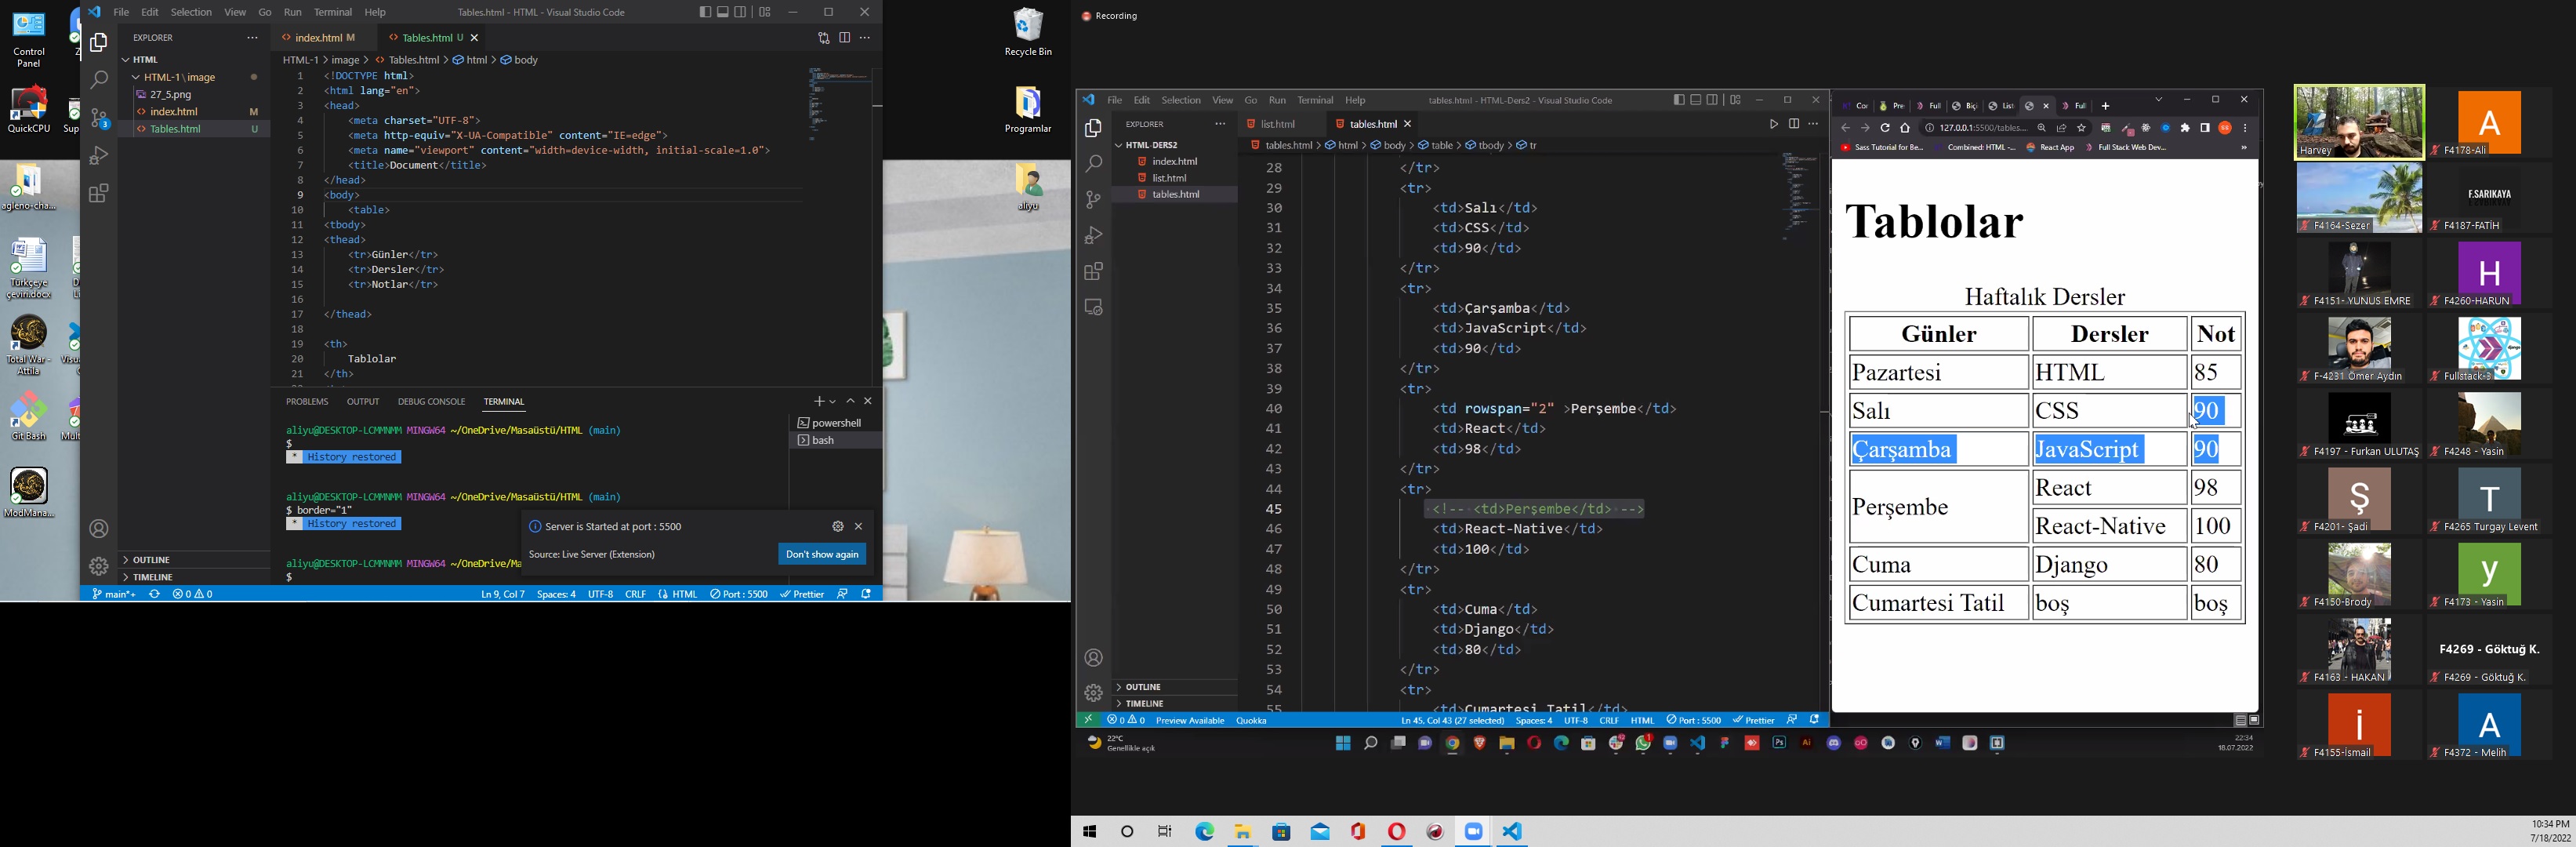 Control
Panel
QuickCPU
agleno-cha...
Türkçeye
çeviri.docx
Total War -
Attila
Git Bash
ModMana...
File Edit Selection View Go Run Terminal Help
Tables.html - HTML - Visual Studio Code
EXPLORER
HTML
HTML-1\image
27_5.png
index.html M
Tables.html U
OUTLINE
TIMELINE
index.html M
Tables.html U
HTML-1 > image > Tables.html > html > body
1 <!DOCTYPE html>
2 <html lang="en">
3 <head>
4 <meta charset="UTF-8">
5 <meta http-equiv="X-UA-Compatible" content="IE=edge">
6 <meta name="viewport" content="width=device-width, initial-scale=1.0">
7 <title>Document</title>
8 </head>
9 <body>
10 <table>
11 <tbody>
12 <thead>
13 <tr>Günler</tr>
14 <tr>Dersler</tr>
15 <tr>Notlar</tr>
16
17 </thead>
18
19 <th>
20 Tablolar
21 </th>
PROBLEMS OUTPUT DEBUG CONSOLE TERMINAL
powershell
bash
aliyu@DESKTOP-LCMMNMM MINGW64 ~/OneDrive/Masaüstü/HTML (main)
$
* History restored
aliyu@DESKTOP-LCMMNMM MINGW64 ~/OneDrive/Masaüstü/HTML (main)
$ border="1"
* History restored
aliyu@DESKTOP-LCMMNMM MINGW64 ~/OneDrive/Ma
$
Server is Started at port : 5500
Source: Live Server (Extension)
Don't show again
main*+ 0 0 Ln 9, Col 7 Spaces: 4 UTF-8 CRLF HTML Port : 5500 Prettier
Recycle Bin
Programlar
aliyu
Recording
File Edit Selection View Go Run Terminal Help
tables.html - HTML-Ders2 - Visual Studio Code
EXPLORER
HTML-DERS2
index.html
list.html
tables.html
OUTLINE
TIMELINE
list.html
tables.html
tables.html > html > body > table > tbody > tr
28 </tr>
29 <tr>
30 <td>Salı</td>
31 <td>CSS</td>
32 <td>90</td>
33 </tr>
34 <tr>
35 <td>Çarşamba</td>
36 <td>JavaScript</td>
37 <td>90</td>
38 </tr>
39 <tr>
40 <td rowspan="2" >Perşembe</td>
41 <td>React</td>
42 <td>98</td>
43 </tr>
44 <tr>
45 <!-- <td>Perşembe</td> -->
46 <td>React-Native</td>
47 <td>100</td>
48 </tr>
49 <tr>
50 <td>Cuma</td>
51 <td>Django</td>
52 <td>80</td>
53 </tr>
54 <tr>
55 <td>Cumartesi Tatil</td>
0 0 Preview Available Quokka Ln 45, Col 43 (27 selected) Spaces: 4 UTF-8 CRLF HTML Port : 5500 Prettier
127.0.0.1:5500/tables....
Sass Tutorial for Be... Combined: HTML -... React App Full Stack Web Dev...
Tablolar
Haftalık Dersler
Günler Dersler Not
Pazartesi HTML 85
Salı CSS 90
Çarşamba JavaScript 90
Perşembe React 98
React-Native 100
Cuma Django 80
Cumartesi Tatil boş boş
22°C
Genellikle açık
22:34
18.07.2022
Harvey
A
F4178-Ali
F4164-Sezer
F.SARIKAYA
F4187-FATİH
F4151- YUNUS EMRE
H
F4260-HARUN
F-4231 Ömer Aydın
Fullstack-3
F4197 - Furkan ULUTAŞ
F4248 - Yasin
Ş
F4201- Şadi
T
F4265 Turgay Levent
F4150-Brody
y
F4173 - Yasin
F4163 - HAKAN
F4269 - Göktuğ K.
F4269 - Göktuğ K.
İ
F4155-İsmail
A
F4372 - Melih
10:34 PM
7/18/2022